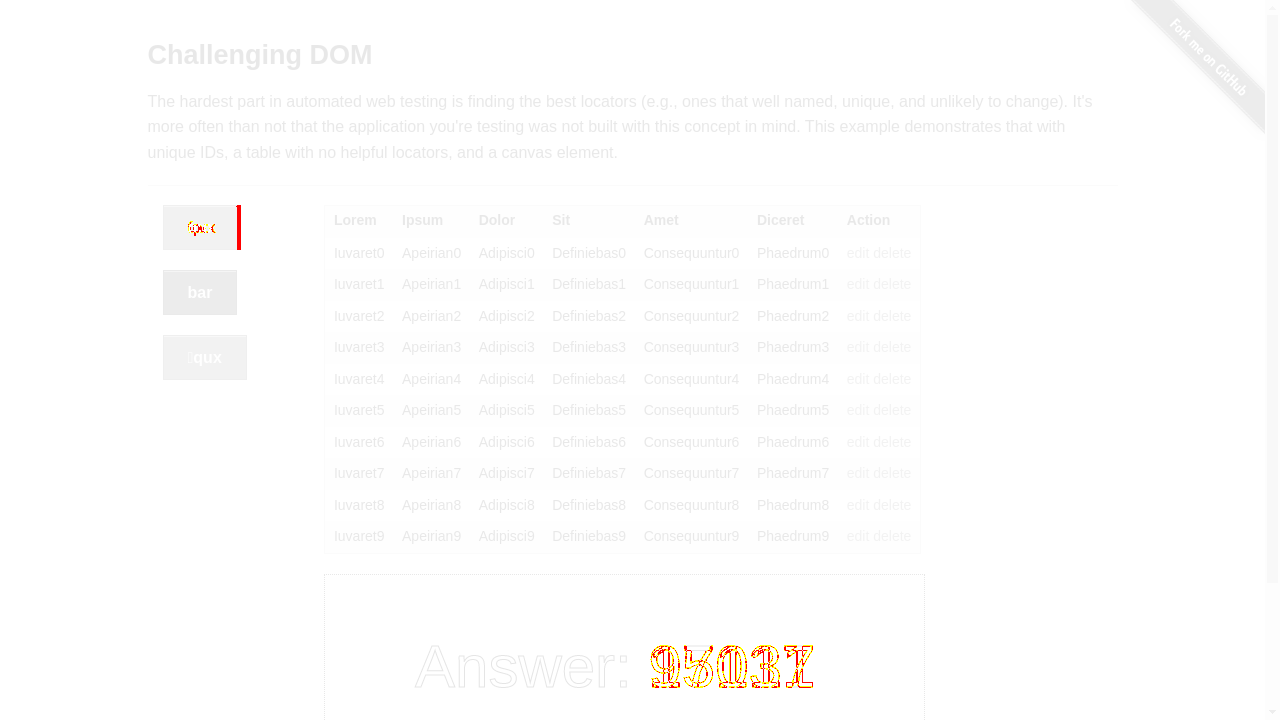 Fork me on GitHub
Challenging DOM
The hardest part in automated web testing is finding the best locators (e.g., ones that well named, unique, and unlikely to change). It's
more often than not that the application you're testing was not built with this concept in mind. This example demonstrates that with
unique IDs, a table with no helpful locators, and a canvas element.
bar
qux
Lorem Ipsum Dolor Sit Amet Diceret Action
Iuvaret0 Apeirian0 Adipisci0 Definiebas0 Consequuntur0 Phaedrum0 edit delete
Iuvaret1 Apeirian1 Adipisci1 Definiebas1 Consequuntur1 Phaedrum1 edit delete
Iuvaret2 Apeirian2 Adipisci2 Definiebas2 Consequuntur2 Phaedrum2 edit delete
Iuvaret3 Apeirian3 Adipisci3 Definiebas3 Consequuntur3 Phaedrum3 edit delete
Iuvaret4 Apeirian4 Adipisci4 Definiebas4 Consequuntur4 Phaedrum4 edit delete
Iuvaret5 Apeirian5 Adipisci5 Definiebas5 Consequuntur5 Phaedrum5 edit delete
Iuvaret6 Apeirian6 Adipisci6 Definiebas6 Consequuntur6 Phaedrum6 edit delete
Iuvaret7 Apeirian7 Adipisci7 Definiebas7 Consequuntur7 Phaedrum7 edit delete
Iuvaret8 Apeirian8 Adipisci8 Definiebas8 Consequuntur8 Phaedrum8 edit delete
Iuvaret9 Apeirian9 Adipisci9 Definiebas9 Consequuntur9 Phaedrum9 edit delete
Answer: